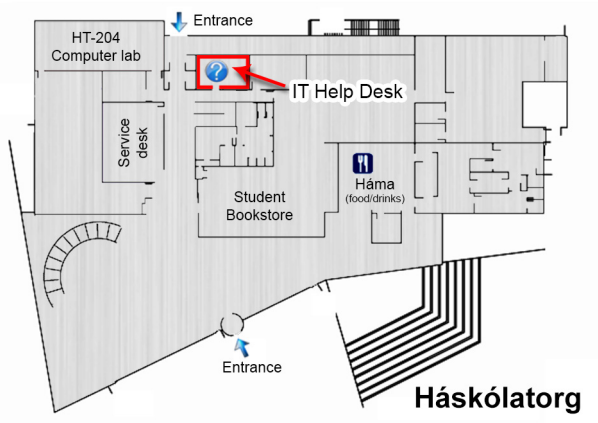 Entrance
HT-204
Computer lab
?
IT Help Desk
Service
desk
Háma
(food/drinks)
Student
Bookstore
Entrance
Háskólatorg